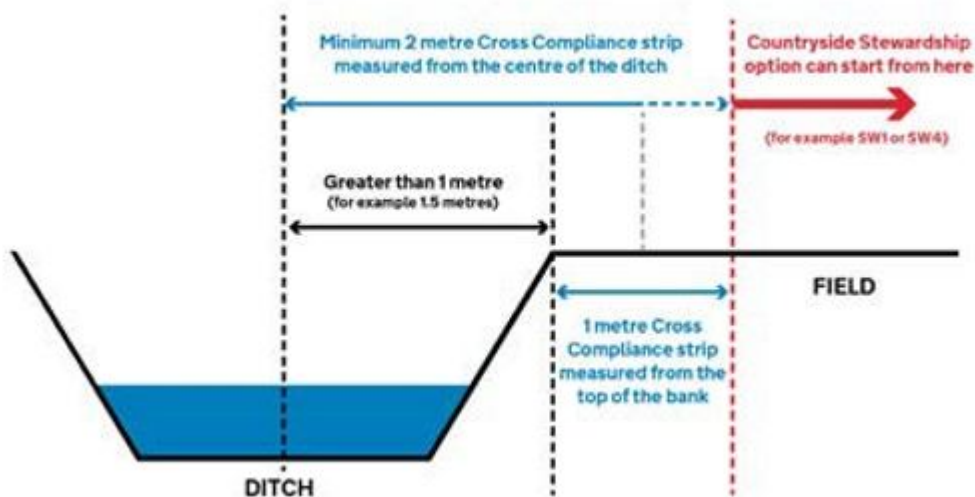 Minimum 2 metre Cross Compliance strip
measured from the centre of the ditch
Countryside Stewardship
option can start from here
(for example SW1 or SW4)
Greater than 1 metre
(for example 1.5 metres)
FIELD
1 metre Cross
Compliance strip
measured from the
top of the bank
DITCH